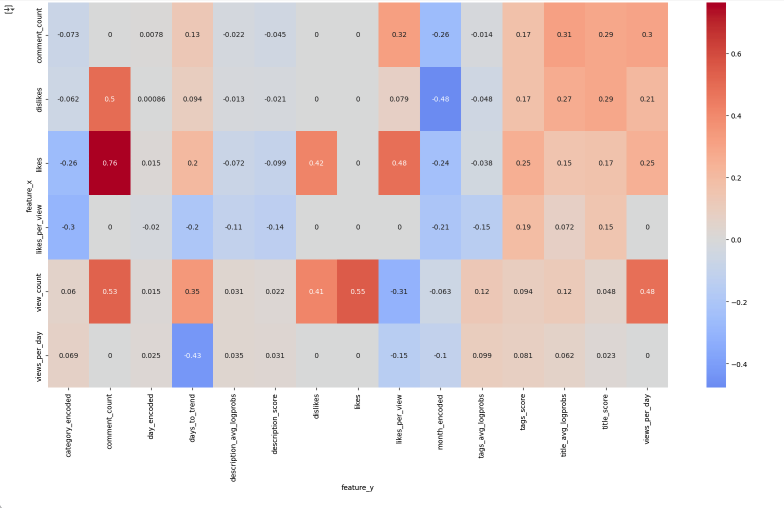 comment_count -0.073 0 0.0078 0.13 -0.022 -0.045 0 0 0.32 -0.26 -0.014 0.17 0.31 0.29 0.3
dislikes -0.062 0.5 0.00086 0.094 -0.013 -0.021 0 0 0.079 -0.48 -0.048 0.17 0.27 0.29 0.21
likes -0.26 0.76 0.015 0.2 -0.072 -0.099 0.42 0 0.48 -0.24 -0.038 0.25 0.15 0.17 0.25
feature_x
likes_per_view -0.3 0 -0.02 -0.2 -0.11 -0.14 0 0 0 -0.21 -0.15 0.19 0.072 0.15 0
view_count 0.06 0.53 0.015 0.35 0.031 0.022 0.41 0.55 -0.31 -0.063 0.12 0.094 0.12 0.048 0.48
views_per_day 0.069 0 0.025 -0.43 0.035 0.031 0 0 -0.15 -0.1 0.099 0.081 0.062 0.023 0
category_encoded comment_count day_encoded days_to_trend description_avg_logprobs description_score dislikes likes likes_per_view month_encoded tags_avg_logprobs tags_score title_avg_logprobs title_score views_per_day
feature_y
0.6
0.4
0.2
0.0
−0.2
−0.4